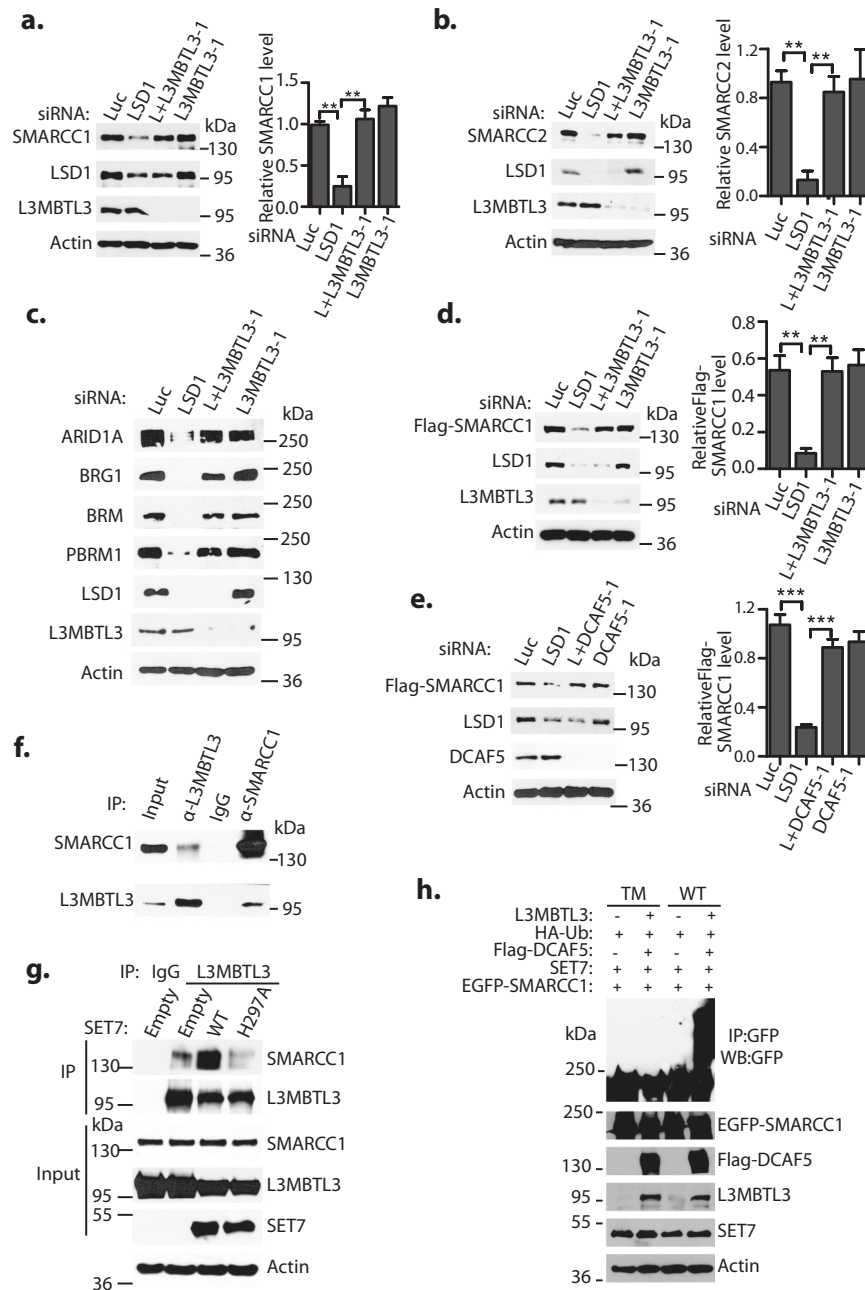 a.
siRNA:
Luc
LSD1
L+L3MBTL3-1
L3MBTL3-1
kDa
SMARCC1
130
LSD1
95
L3MBTL3
95
Actin
36
Relative SMARCC1 level
1.5
1.0
0.5
0.0
**
**
siRNA
Luc
LSD1
L+L3MBTL3-1
L3MBTL3-1
b.
siRNA:
Luc
LSD1
L+L3MBTL3-1
L3MBTL3-1
kDa
SMARCC2
130
LSD1
95
L3MBTL3
95
Actin
36
Relative SMARCC2 level
1.2
0.8
0.4
0.0
**
**
siRNA
Luc
LSD1
L+L3MBTL3-1
L3MBTL3-1
c.
siRNA:
Luc
LSD1
L+L3MBTL3-1
L3MBTL3-1
kDa
ARID1A
250
BRG1
250
BRM
250
PBRM1
250
130
LSD1
L3MBTL3
95
Actin
36
d.
siRNA:
Luc
LSD1
L+L3MBTL3-1
L3MBTL3-1
kDa
Flag-SMARCC1
130
LSD1
95
L3MBTL3
95
Actin
36
RelativeFlag-
SMARCC1 level
0.8
0.6
0.4
0.2
0.0
**
**
siRNA
Luc
LSD1
L+L3MBTL3-1
L3MBTL3-1
e.
siRNA:
Luc
LSD1
L+DCAF5-1
DCAF5-1
kDa
Flag-SMARCC1
130
LSD1
95
DCAF5
130
Actin
36
RelativeFlag-
SMARCC1 level
1.2
0.8
0.4
0.0
***
***
siRNA
Luc
LSD1
L+DCAF5-1
DCAF5-1
f.
IP:
Input
α-L3MBTL3
IgG
α-SMARCC1
kDa
SMARCC1
130
L3MBTL3
95
g.
IP: IgG L3MBTL3
SET7: Empty Empty WT H297A
IP
130 SMARCC1
95 L3MBTL3
kDa
Input
130 SMARCC1
95 L3MBTL3
55
SET7
Actin
36
h.
TM WT
L3MBTL3: - + - +
HA-Ub: + + + +
Flag-DCAF5: - + - +
SET7: + + + +
EGFP-SMARCC1: + + + +
kDa
IP:GFP
WB:GFP
250
250
EGFP-SMARCC1
130
Flag-DCAF5
95
L3MBTL3
55
SET7
Actin
36